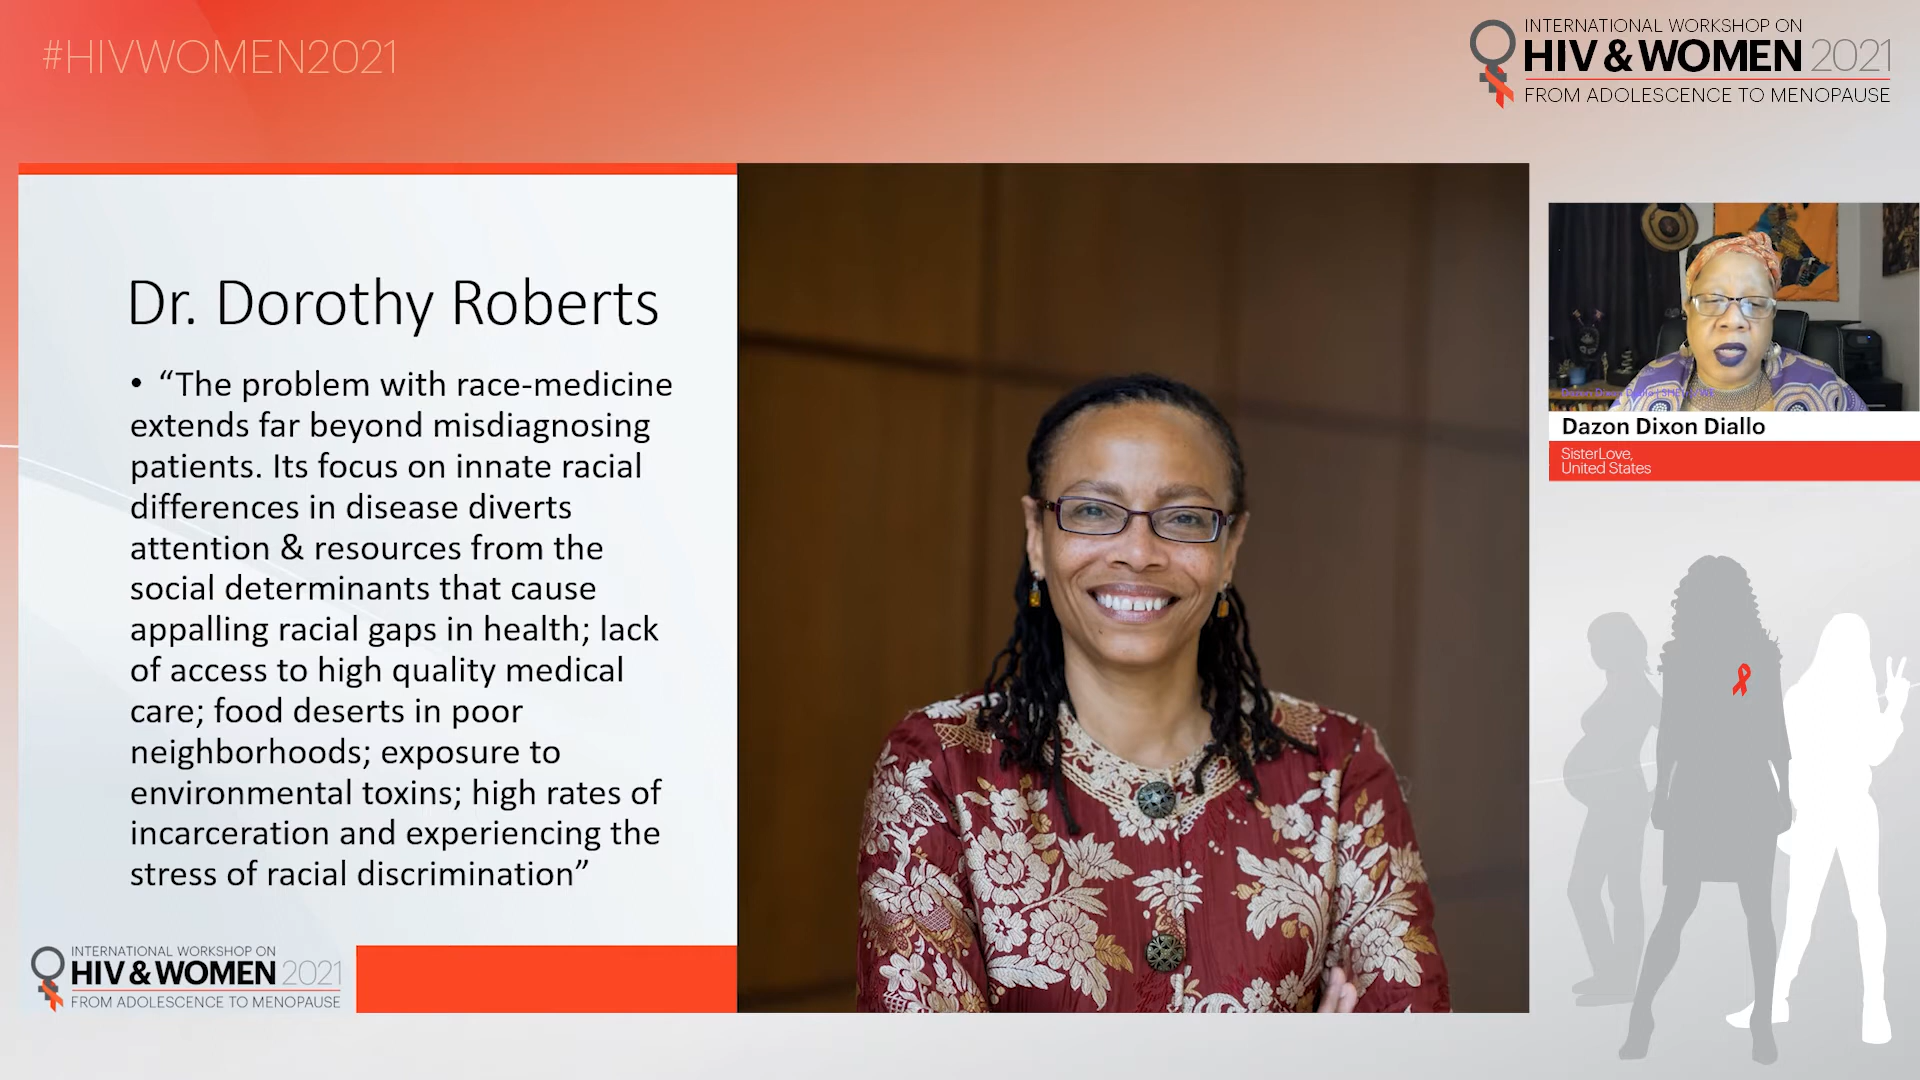 #HIVWOMEN2021
INTERNATIONAL WORKSHOP ON
HIV & WOMEN 2021
FROM ADOLESCENCE TO MENOPAUSE
Dr. Dorothy Roberts
• “The problem with race-medicine
extends far beyond misdiagnosing
patients. Its focus on innate racial
differences in disease diverts
attention & resources from the
social determinants that cause
appalling racial gaps in health; lack
of access to high quality medical
care; food deserts in poor
neighborhoods; exposure to
environmental toxins; high rates of
incarceration and experiencing the
stress of racial discrimination”
INTERNATIONAL WORKSHOP ON
HIV & WOMEN 2021
FROM ADOLESCENCE TO MENOPAUSE
Dazon Dixon Diallo
SisterLove,
United States